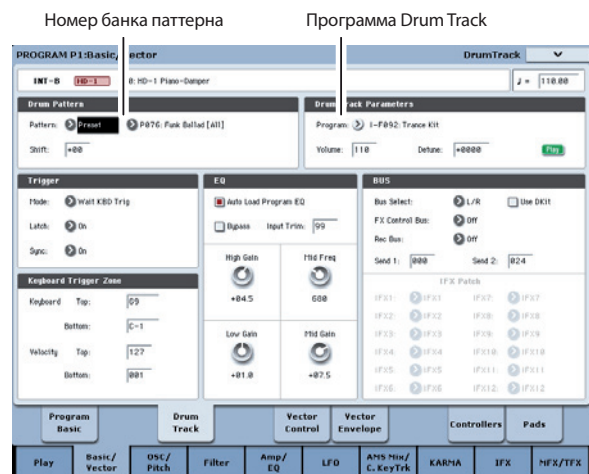 Номер банка паттерна
Программа Drum Track
PROGRAM P1:Basic/Vector DrumTrack
INT-B HD-1 0: HD-1 Piano-Damper ♩ = 110.00
Drum Pattern
Pattern: Preset P076: Funk Ballad [All]
Shift: +00
Drum Track Parameters
Program: I-F092: Trance Kit
Volume: 110 Detune: +0000 Play
Trigger
Mode: Wait KBD Trig
Latch: On
Sync: On
Keyboard Trigger Zone
Keyboard Top: G9
Bottom: C-1
Velocity Top: 127
Bottom: 001
EQ
Auto Load Program EQ
Bypass Input Trim: 99
High Gain Mid Freq
+04.5 680
Low Gain Mid Gain
+01.0 +07.5
BUS
Bus Select: L/R Use DKit
FX Control Bus: Off
Rec Bus: Off
Send 1: 000 Send 2: 024
IFX Patch
IFX1: IFX1 IFX7: IFX7
IFX2: IFX2 IFX8: IFX8
IFX3: IFX3 IFX9: IFX9
IFX4: IFX4 IFX10: IFX10
IFX5: IFX5 IFX11: IFX11
IFX6: IFX6 IFX12: IFX12
Program Basic Drum Track Vector Control Vector Envelope Controllers Pads
Play Basic/Vector OSC/Pitch Filter Amp/EQ LFO AMS Mix/C.KeyTrk KARMA IFX MFX/TFX